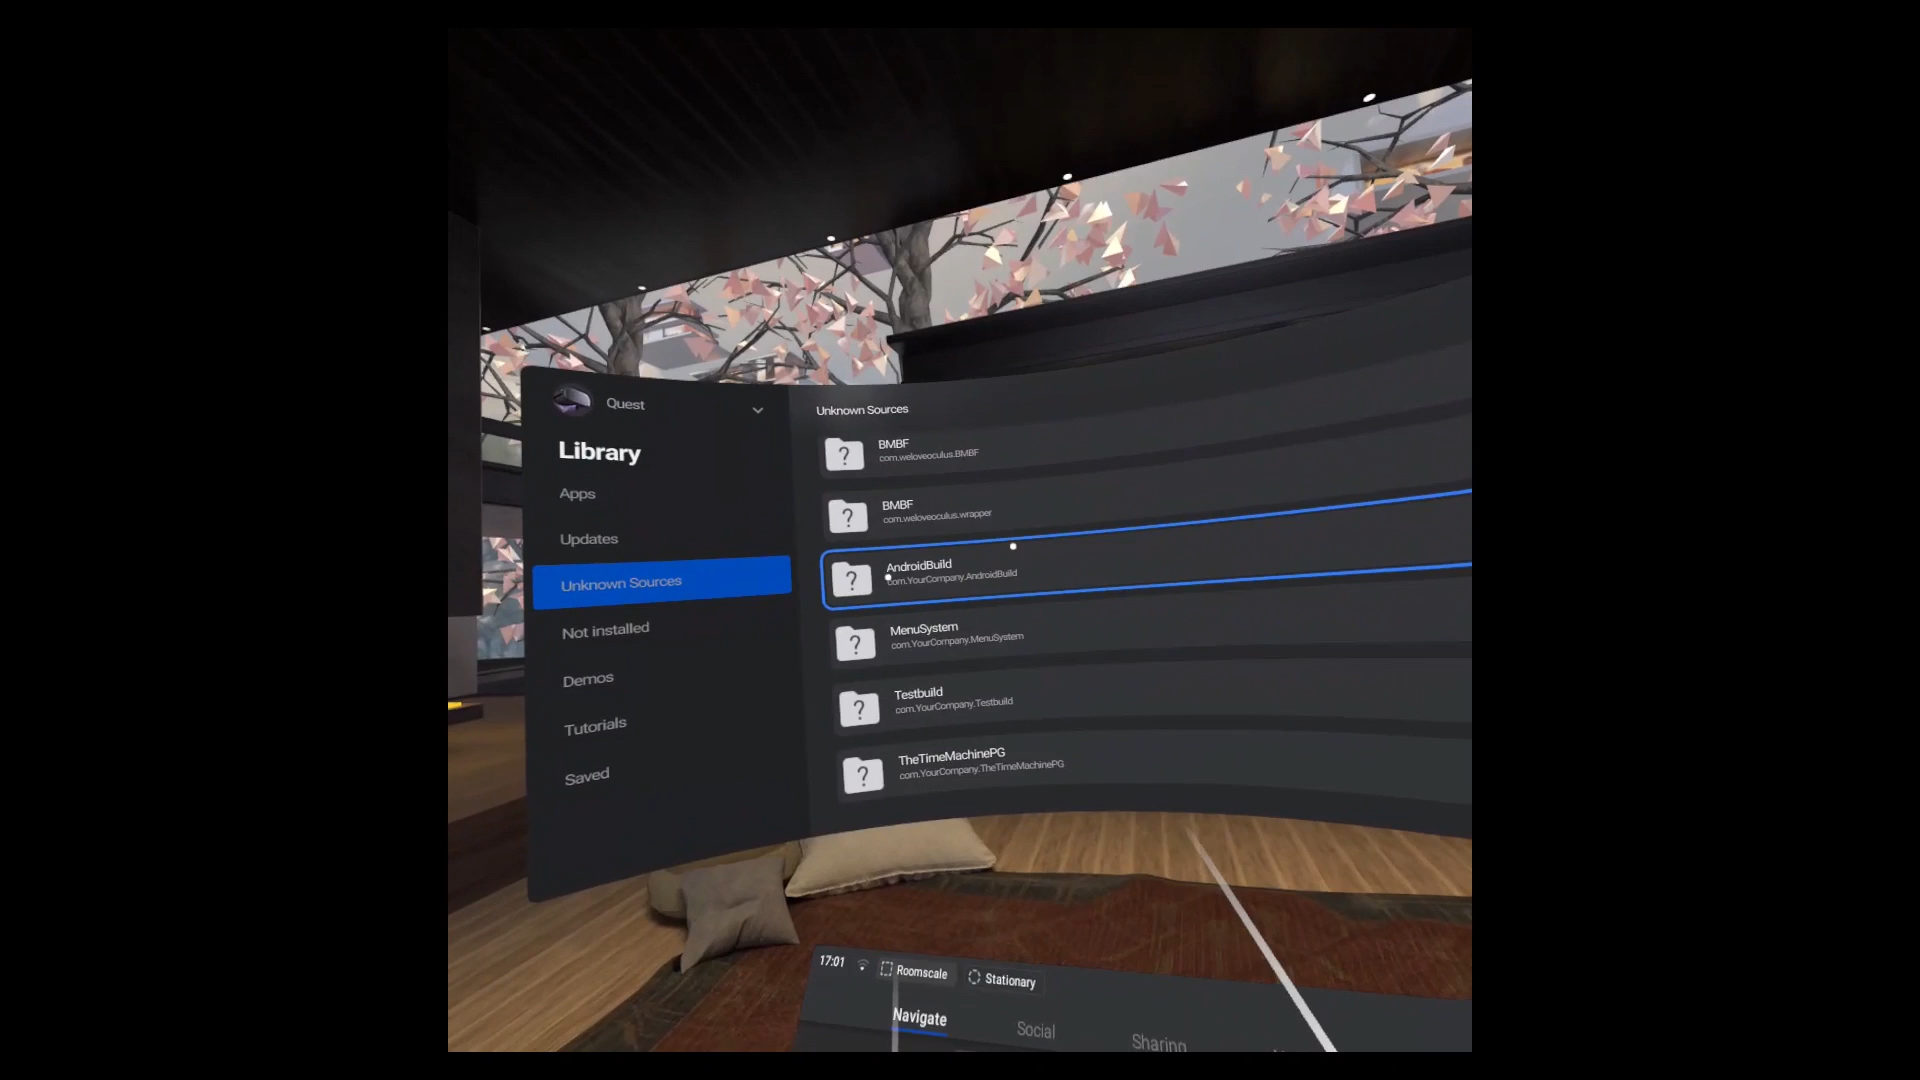 Quest
Library
Apps
Updates
Unknown Sources
Not installed
Demos
Tutorials
Saved
Unknown Sources
BMBF
com.weloveoculus.BMBF
BMBF
com.weloveoculus.wrapper
AndroidBuild
com.YourCompany.AndroidBuild
MenuSystem
com.YourCompany.MenuSystem
Testbuild
com.YourCompany.Testbuild
TheTimeMachinePG
com.YourCompany.TheTimeMachinePG
17:01
Roomscale
Stationary
Navigate
Social
Sharing